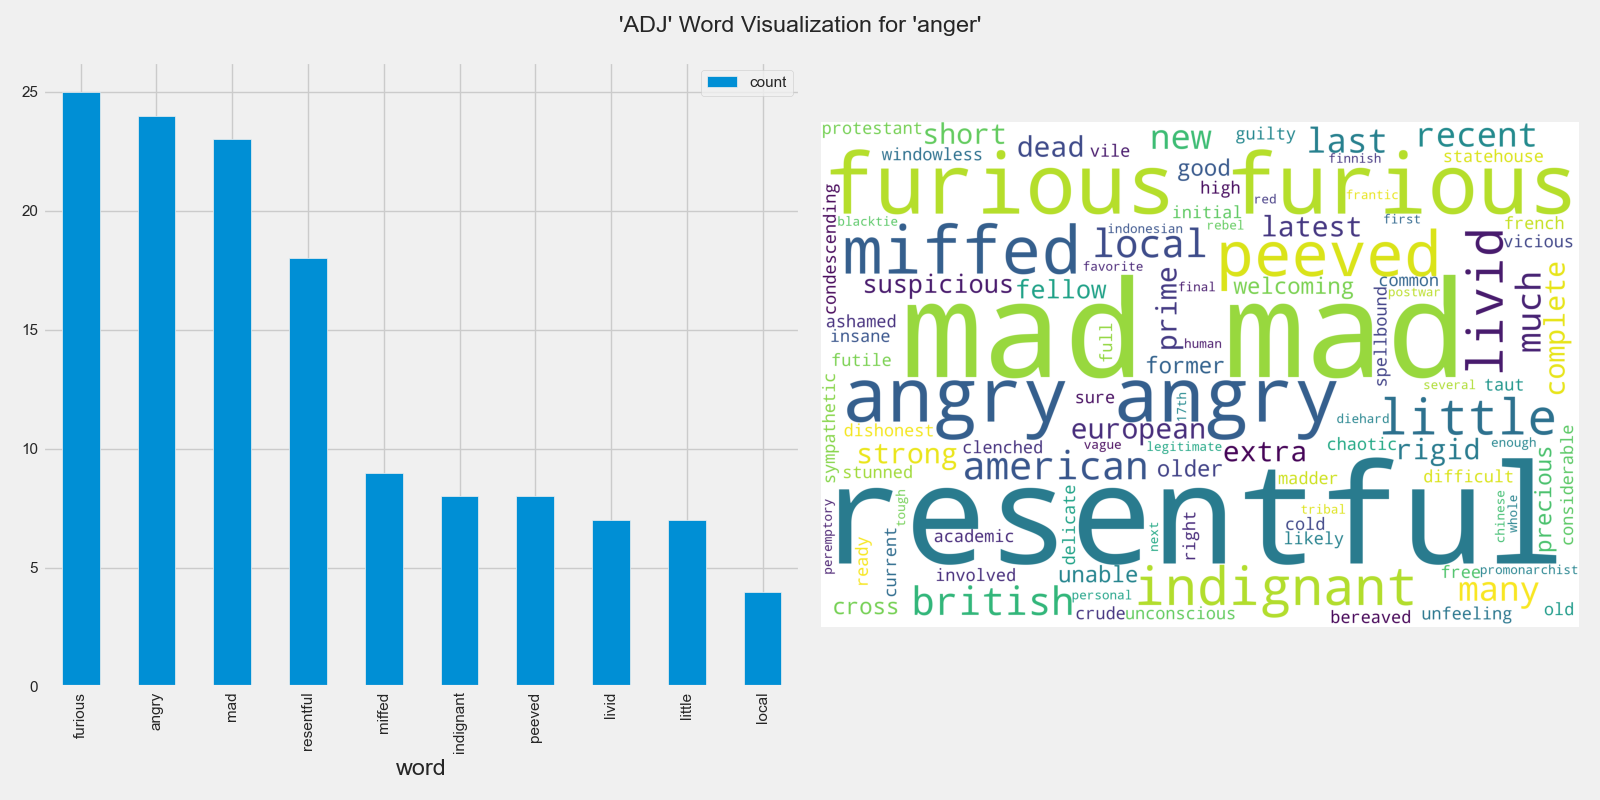 'ADJ' Word Visualization for 'anger'
count
25
20
15
10
5
0
furious
angry
mad
resentful
miffed
indignant
peeved
livid
little
local
word
protestant
short
windowless
dead
vile
new
guilty
last
recent
finnish
statehouse
furious
furious
good
high
red
frantic
condescending
blacktie
initial
rebel
indonesian
latest
first
french
vicious
miffed
local
peeved
livid
favorite
suspicious
fellow
prime
final
welcoming
common
postwar
much
complete
ashamed
insane
mad
mad
full
human
spellbound
futile
former
several
taut
sympathetic
angry
angry
sure
17th
diehard
little
dishonest
european
clenched
vague
legitimate
extra
chaotic
rigid
enough
strong
american
older
stunned
madder
difficult
precious
considerable
resentful
peremptory
tough
delicate
tribal
cold
likely
chinese
whole
academic
next
right
ready
current
involved
unable
indignant
free
promonarchist
many
personal
british
cross
crude
unconscious
bereaved
unfeeling
old